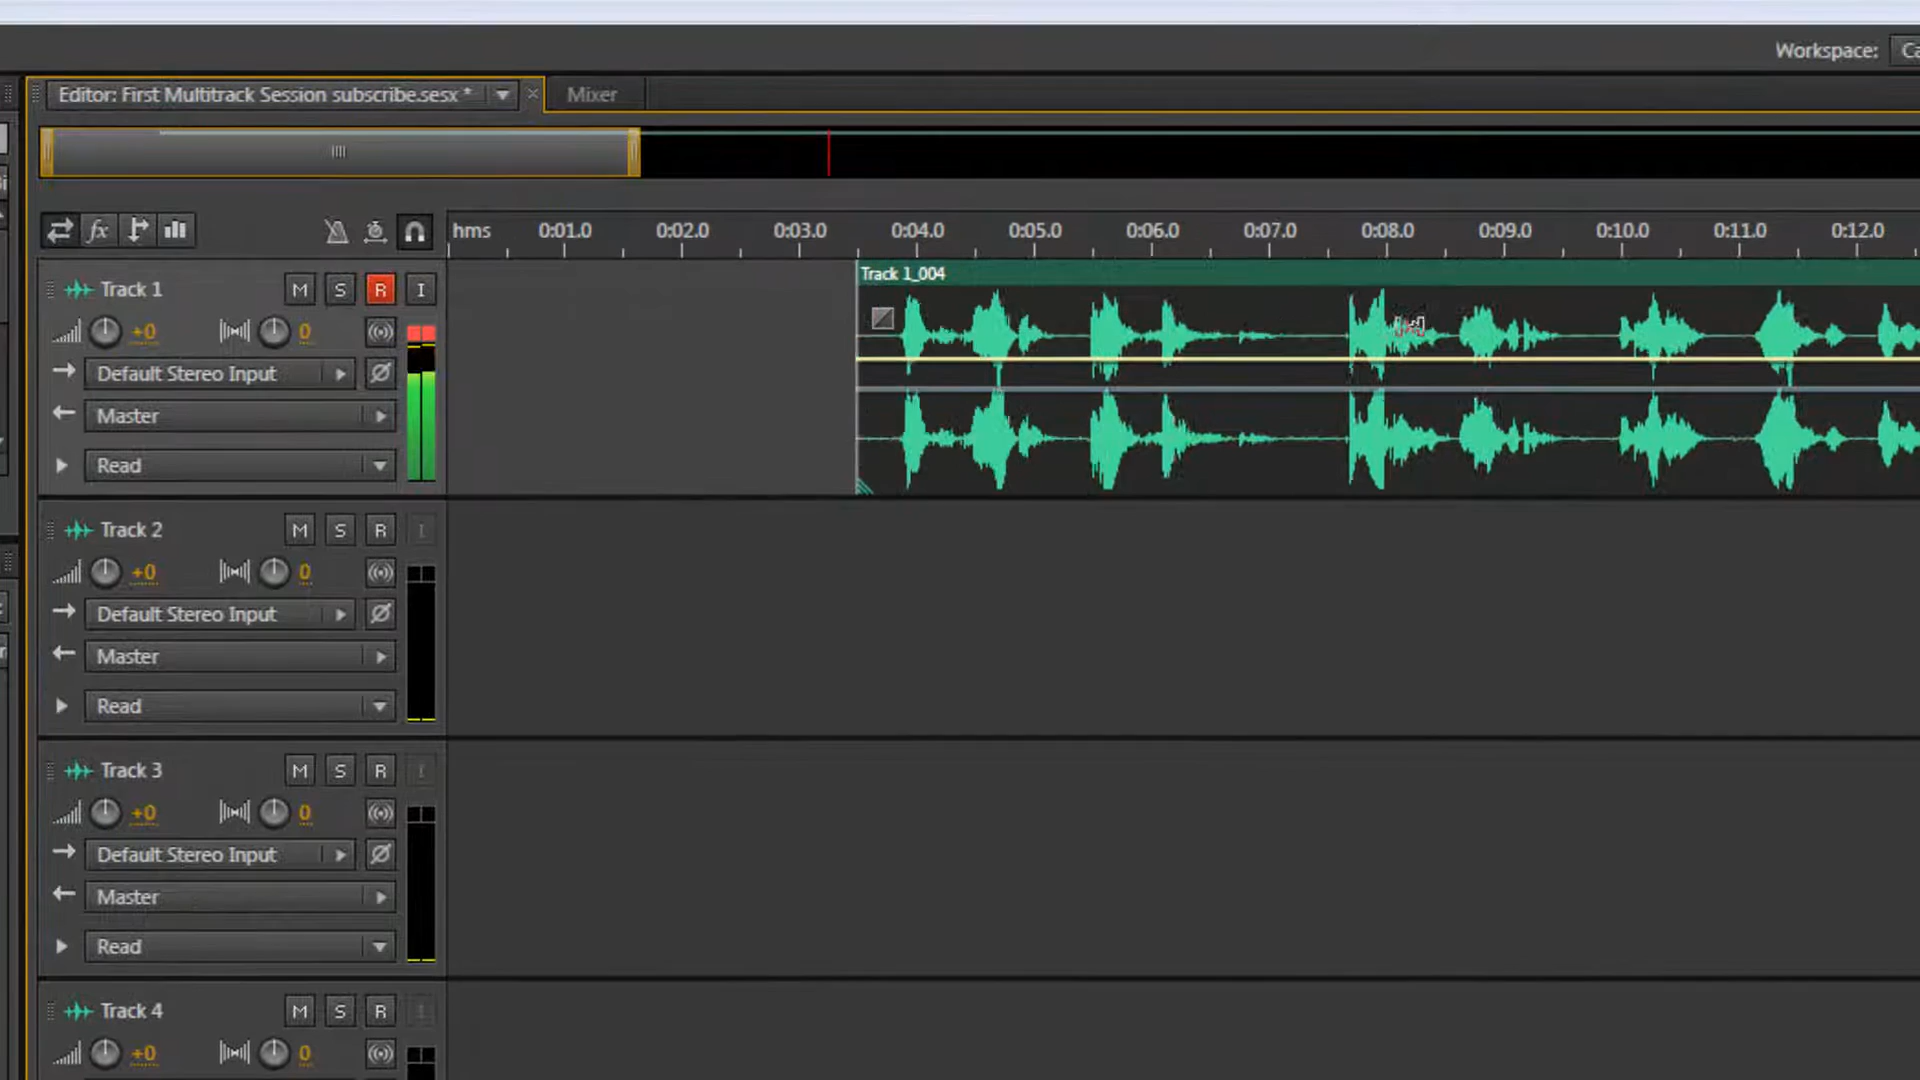 Workspace: Ca
Editor: First Multitrack Session subscribe.sesx *
Mixer
fx
hms 0:01.0 0:02.0 0:03.0 0:04.0 0:05.0 0:06.0 0:07.0 0:08.0 0:09.0 0:10.0 0:11.0 0:12.0
Track 1 M S R I
Track 1_004
+0 0
Default Stereo Input
Master
Read
Track 2 M S R I
+0 0
Default Stereo Input
Master
Read
Track 3 M S R I
+0 0
Default Stereo Input
Master
Read
Track 4 M S R I
+0 0